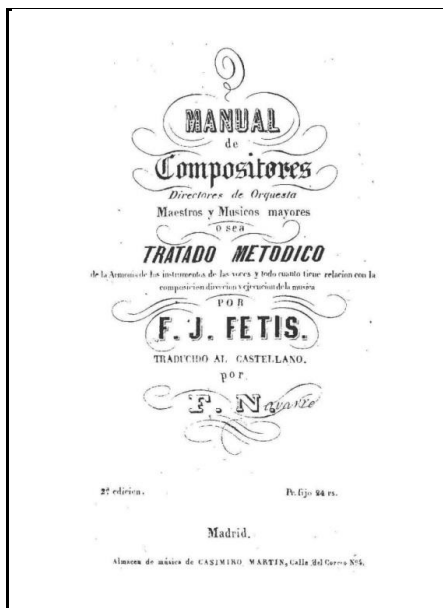 MANUAL
de
Compositores
Directores de Orquesta
Maestros y Musicos mayores
o sea
TRATADO METODICO
de la Armonia de los instrumentos de las voces y todo cuanto tiene relacion con la
composicion direccion y ejecucion de la musica
POR
F. J. FETIS.
TRADUCIDO AL CASTELLANO.
por
F. N.
2ª edicion. Pr. fijo 24 rs.
Madrid.
Almacen de música de CASIMIRO MARTIN, Calle del Correo Nº 5.